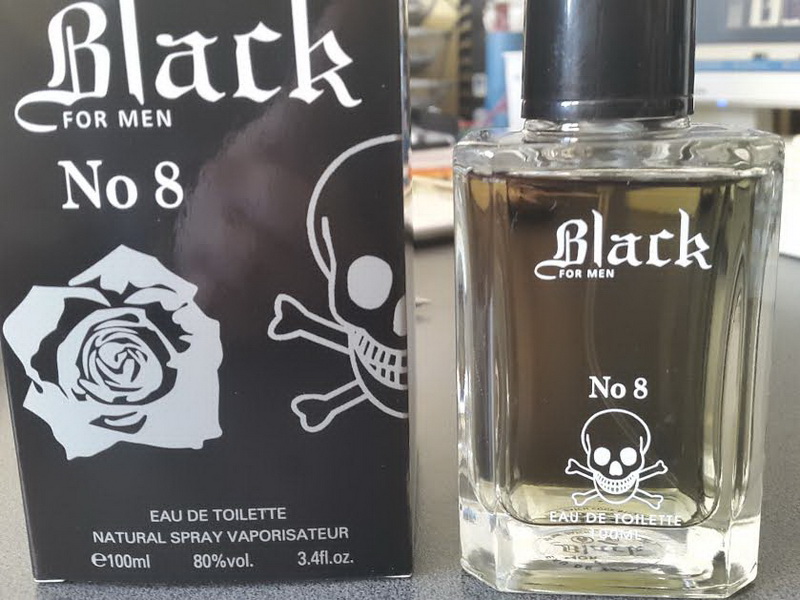 Black
FOR MEN
No 8
EAU DE TOILETTE
NATURAL SPRAY VAPORISATEUR
℮100ml 80%vol. 3.4fl.oz.
Black
FOR MEN
No 8
EAU DE TOILETTE
100ML
Black